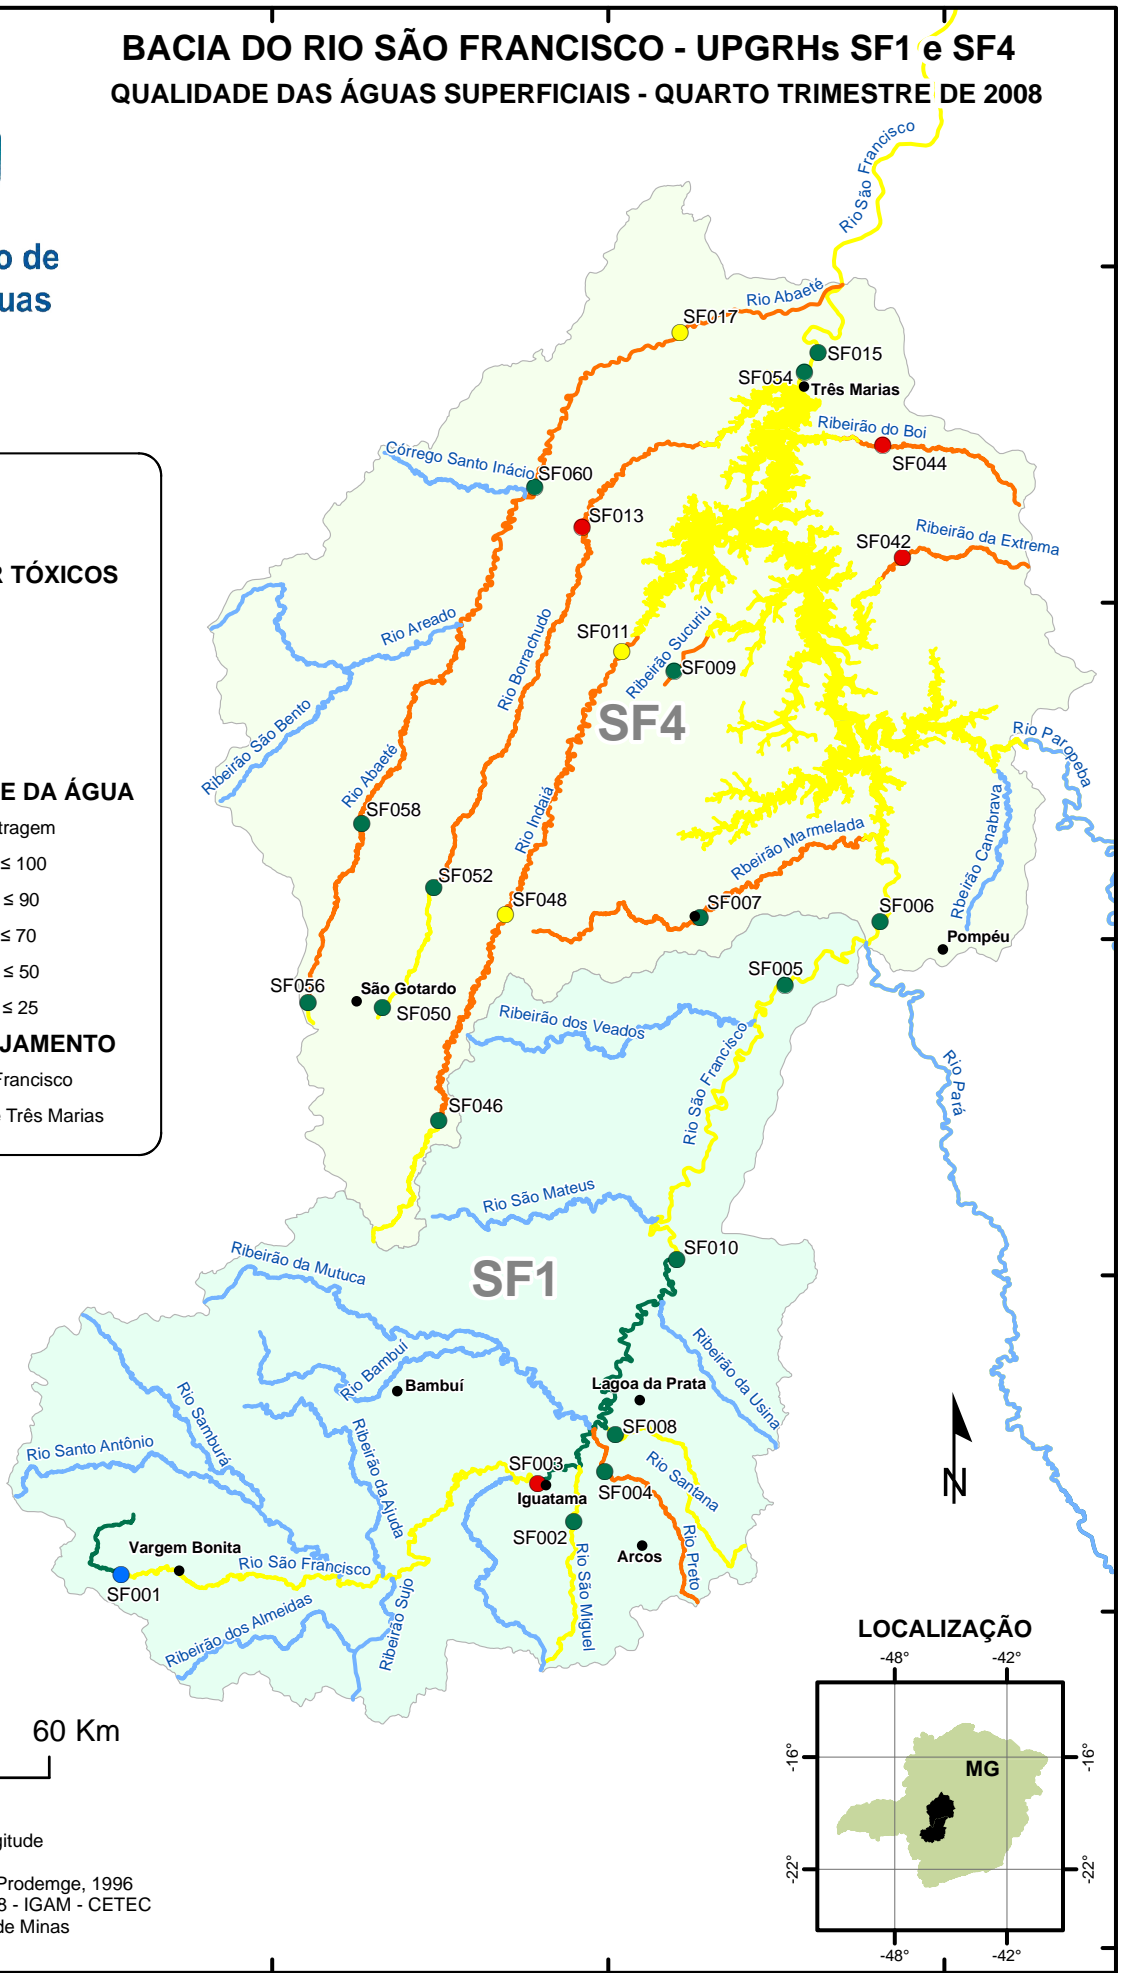 BACIA DO RIO SÃO FRANCISCO - UPGRHs SF1 e SF4
QUALIDADE DAS ÁGUAS SUPERFICIAIS - QUARTO TRIMESTRE DE 2008
o de
uas
Rio São Francisco
Rio Abaeté
SF017
SF015
SF054
Três Marias
Ribeirão do Boi
SF044
Córrego Santo Inácio
SF060
SF013
SF042
Ribeirão da Extrema
R TÓXICOS
Rio Areado
Rio Borrachudo
SF011
Ribeirão Sucuriú
SF009
SF4
Ribeirão São Bento
Rio Paropeba
Rio Abaeté
SF058
Rio Indaiá
Rbeirão Marmelada
Rbeirão Canabrava
E DA ÁGUA
tragem
≤ 100
≤ 90
≤ 70
≤ 50
≤ 25
JAMENTO
Francisco
e Três Marias
SF052
SF048
SF007
SF006
Pompéu
SF005
SF056
São Gotardo
SF050
Ribeirão dos Veados
Rio São Francisco
Rio Pará
SF046
Rio São Mateus
SF010
Ribeirão da Mutuca
SF1
Rio Bambuí
Bambuí
Ribeirão da Usina
Lagoa da Prata
Rio Samburá
Ribeirão da Ajuda
SF008
Rio Santo Antônio
SF003
Iguatama
SF004
Rio Santana
SF002
Arcos
Rio Preto
Vargem Bonita
Rio São Francisco
SF001
Rio São Miguel
Ribeirão Sujo
Ribeirão dos Almeidas
N
LOCALIZAÇÃO
-48°
-42°
-16°
-16°
MG
-22°
-22°
-48°
-42°
60 Km
gitude
Prodemge, 1996
8 - IGAM - CETEC
de Minas